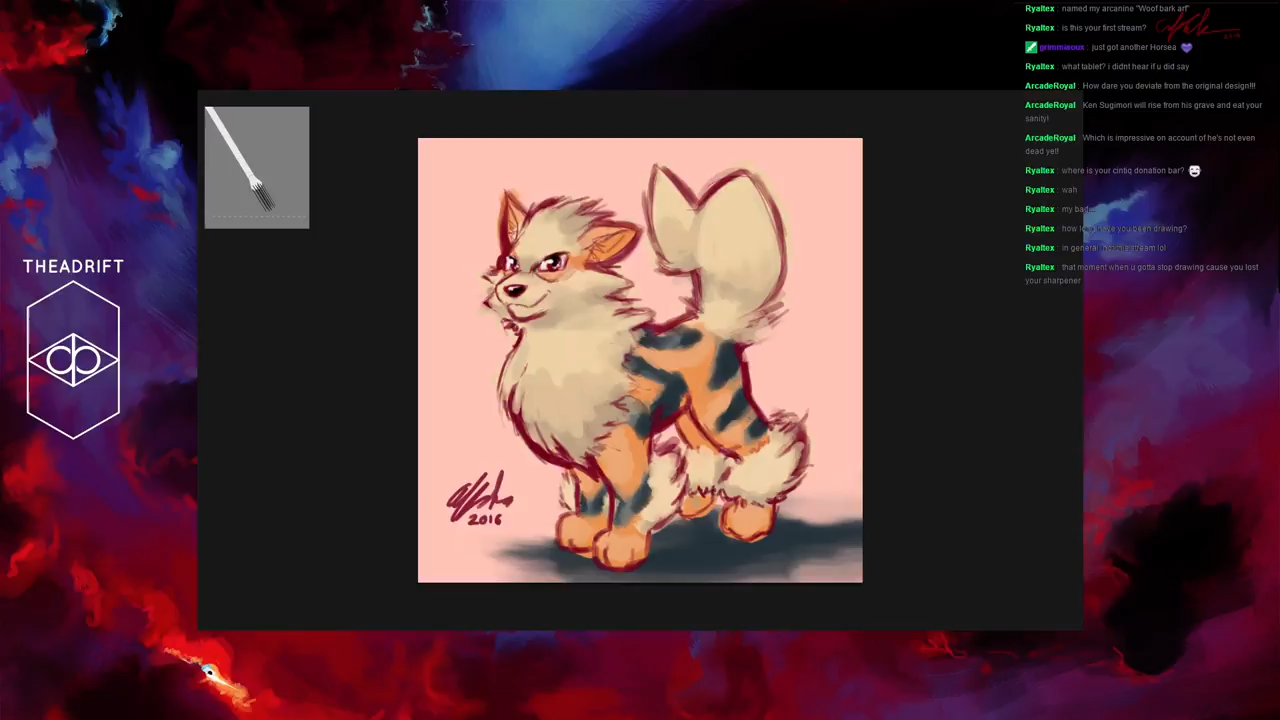 Ryaltex : named my arcanine "Woof bark arf"
Ryaltex : is this your first stream?
grimmiaous : just got another Horsea
Ryaltex : what tablet? i didnt hear if u did say
ArcadeRoyal : How dare you deviate from the original design!!!
ArcadeRoyal : Ken Sugimori will rise from his grave and eat your
sanity!
ArcadeRoyal : Which is impressive on account of he's not even
dead yet!
Ryaltex : where is your cintiq donation bar?
Ryaltex : wah
Ryaltex : my bad..
Ryaltex : how long have you been drawing?
Ryaltex : in general, not the stream lol
Ryaltex : that moment when u gotta stop drawing cause you lost
your sharpener
THEADRIFT
2016